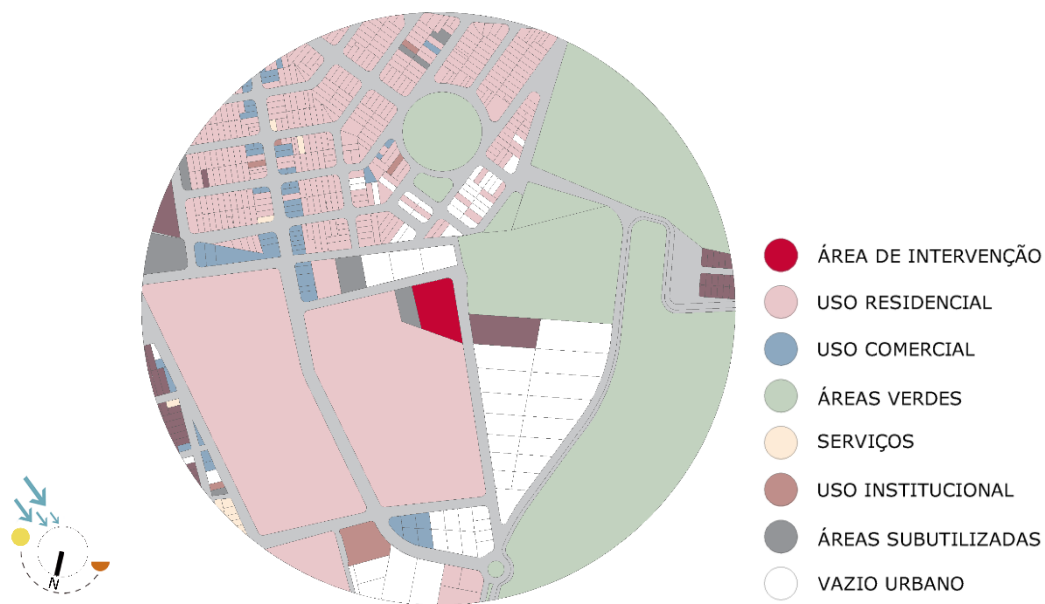 ÁREA DE INTERVENÇÃO
USO RESIDENCIAL
USO COMERCIAL
ÁREAS VERDES
SERVIÇOS
USO INSTITUCIONAL
ÁREAS SUBUTILIZADAS
VAZIO URBANO
N